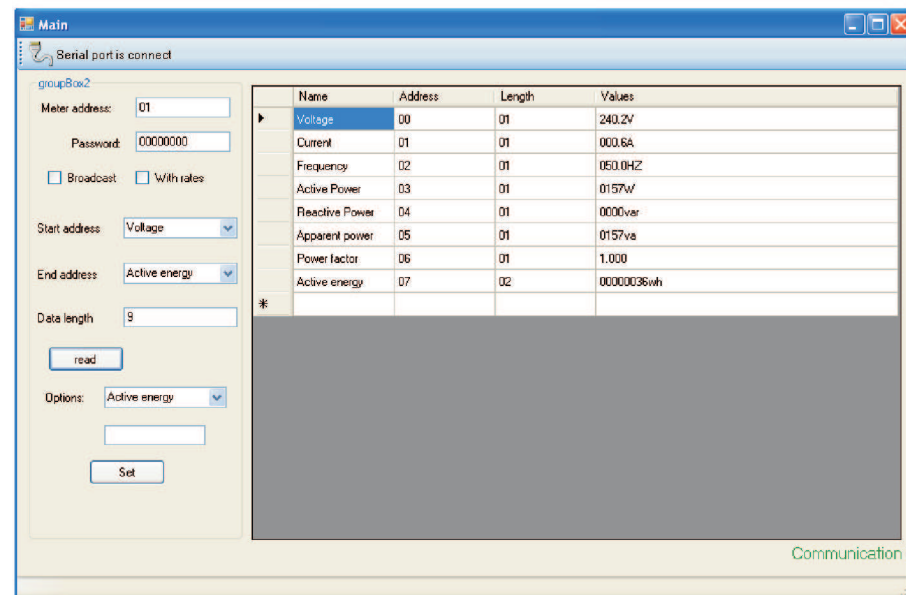 Main
Serial port is connect
groupBox2
Meter address: 01
Password: 00000000
Broadcast With rates
Start address Voltage
End address Active energy
Data length 9
read
Options: Active energy
Set
Name Address Length Values
Voltage 00 01 240.2V
Current 01 01 000.6A
Frequency 02 01 050.0HZ
Active Power 03 01 0157W
Reactive Power 04 01 0000var
Apparent power 05 01 0157va
Power factor 06 01 1.000
Active energy 07 02 00000036wh
Communication